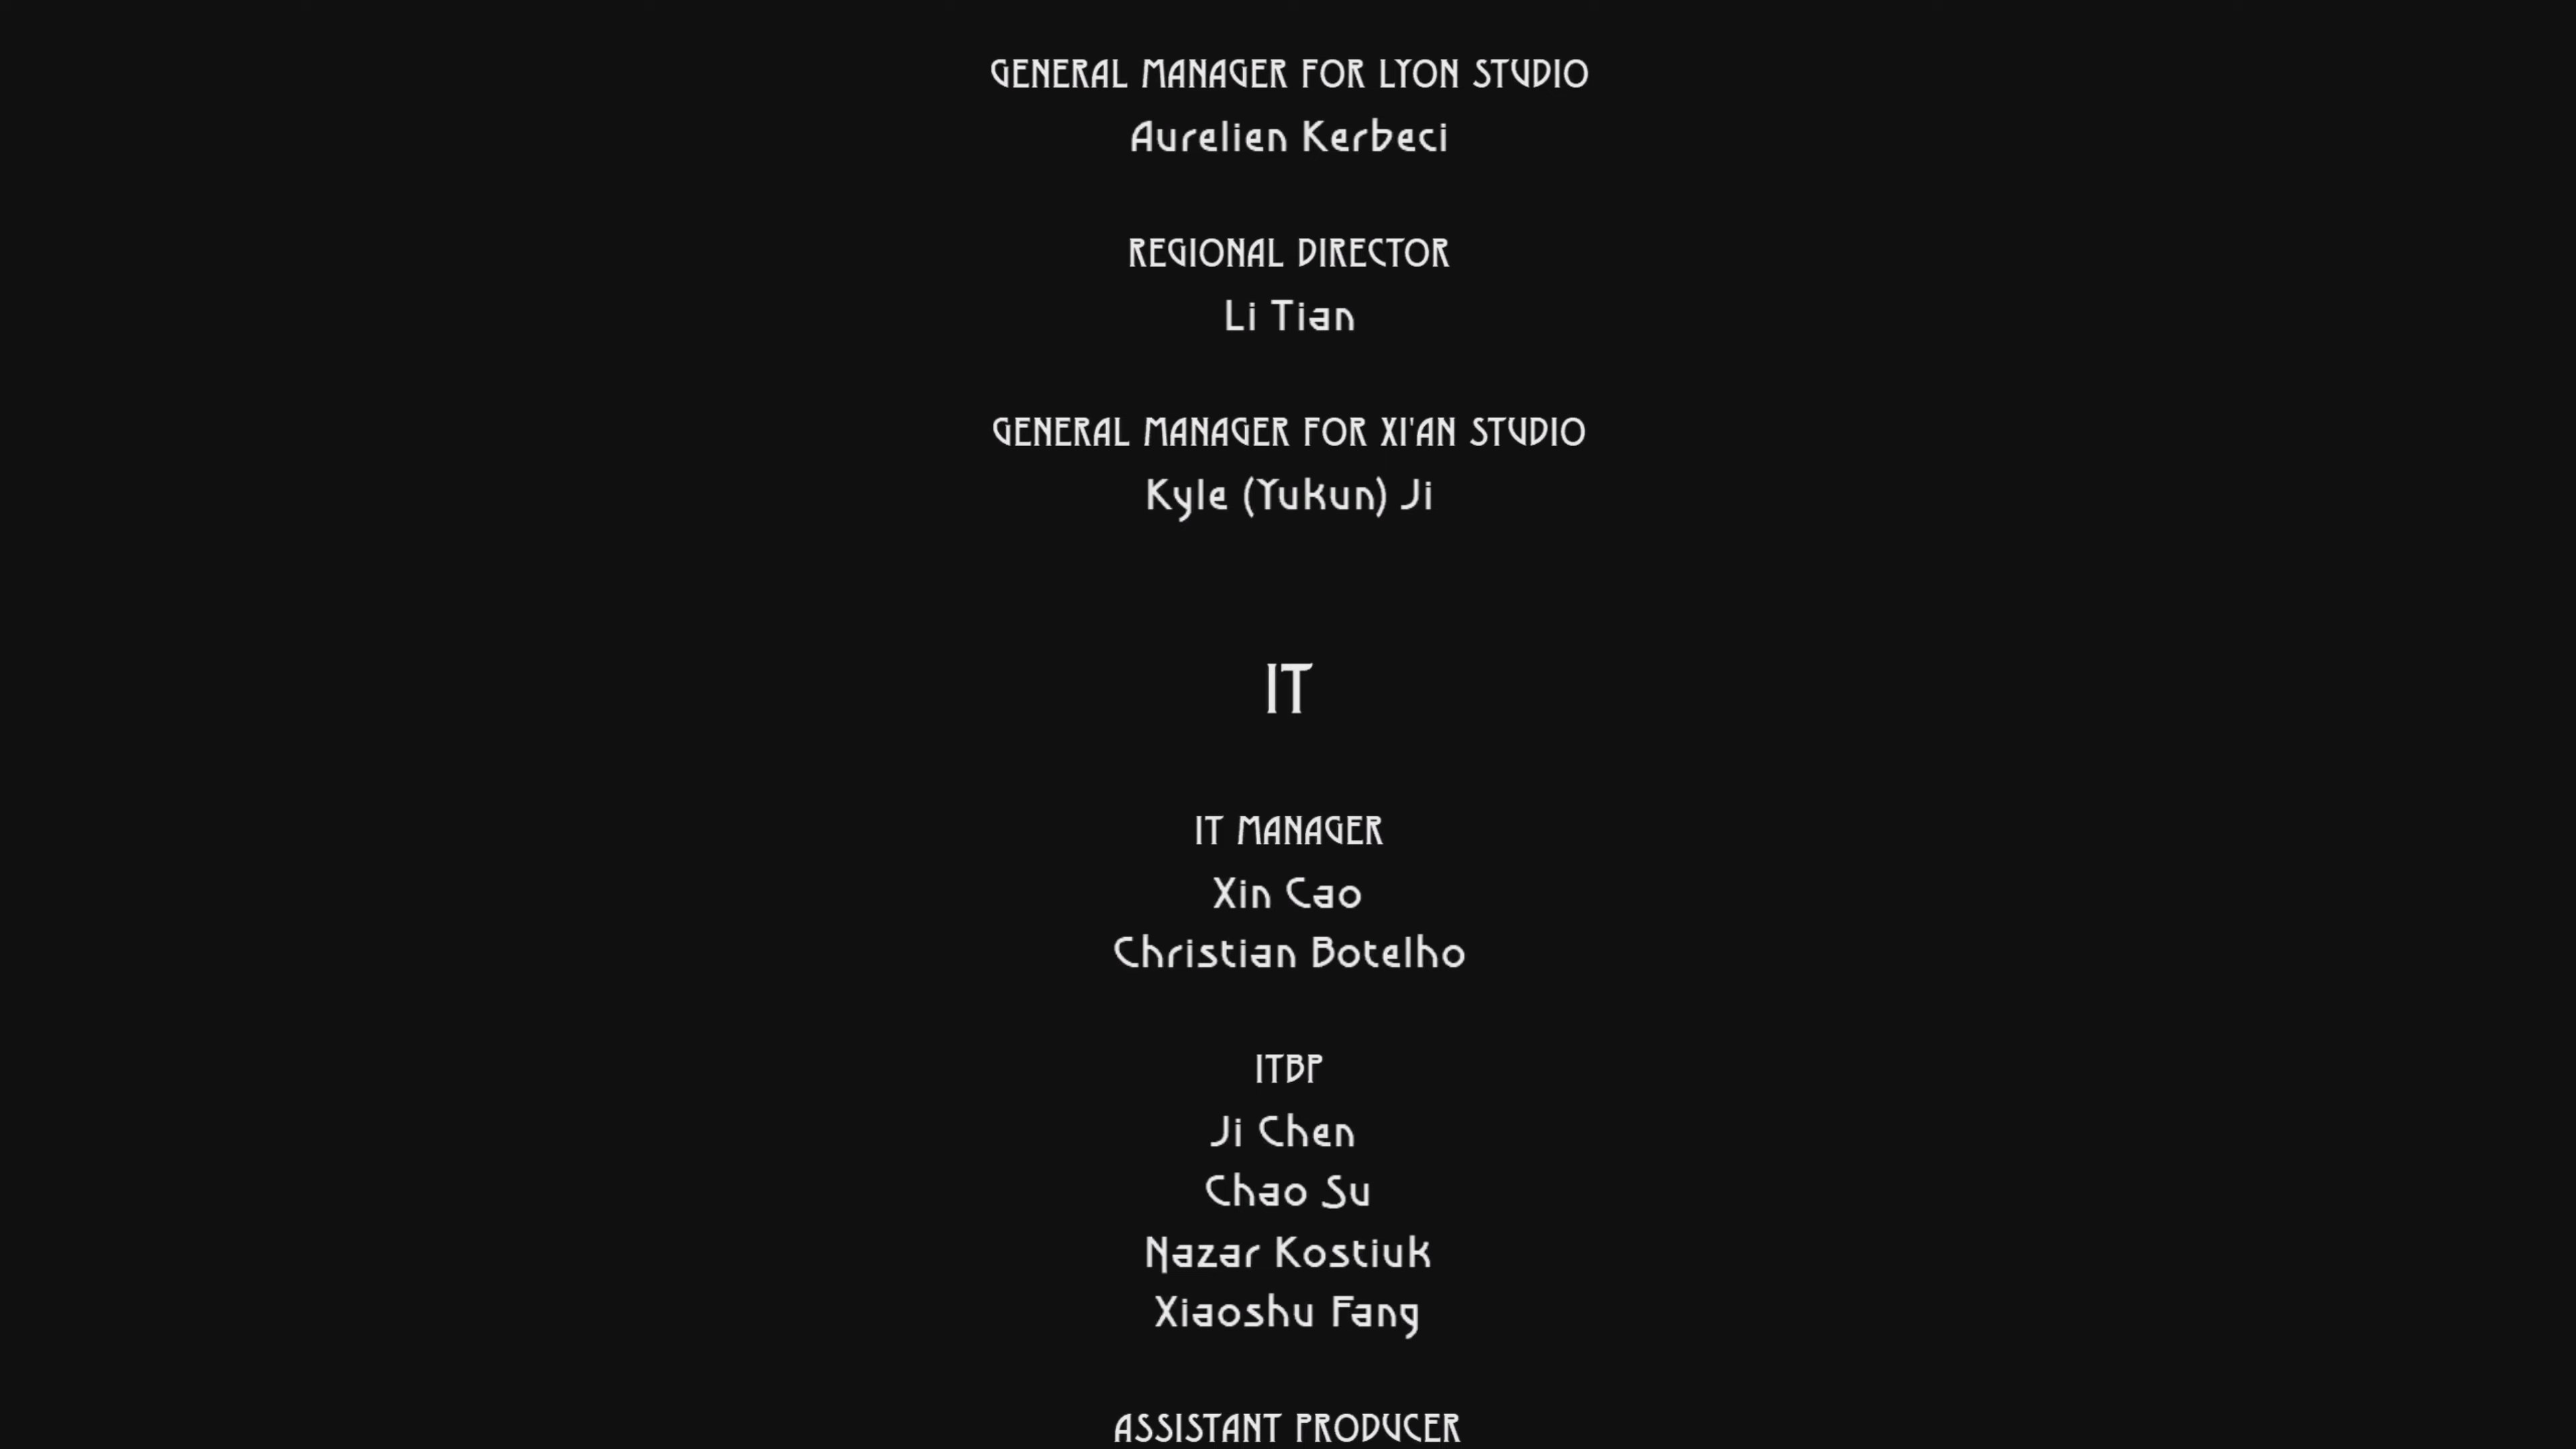 GENERAL MANAGER FOR LYON STUDIO
Aurelien Kerbeci
REGIONAL DIRECTOR
Li Tian
GENERAL MANAGER FOR XI'AN STUDIO
Kyle (Yukun) Ji
IT
IT MANAGER
Xin Cao
Christian Botelho
ITBP
Ji Chen
Chao Su
Nazar Kostiuk
Xiaoshu Fang
ASSISTANT PRODUCER